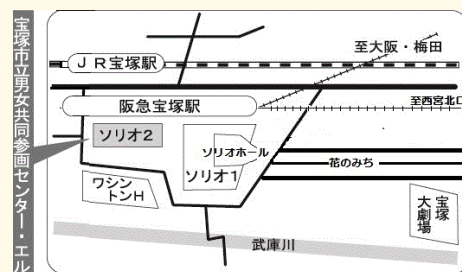 宝塚市立男女共同参画センター・エル
JR宝塚駅
至大阪・梅田
阪急宝塚駅
至西宮北口
ソリオ2
ソリオホール
ソリオ1
花のみち
ワシン
トンH
宝塚
大劇場
武庫川